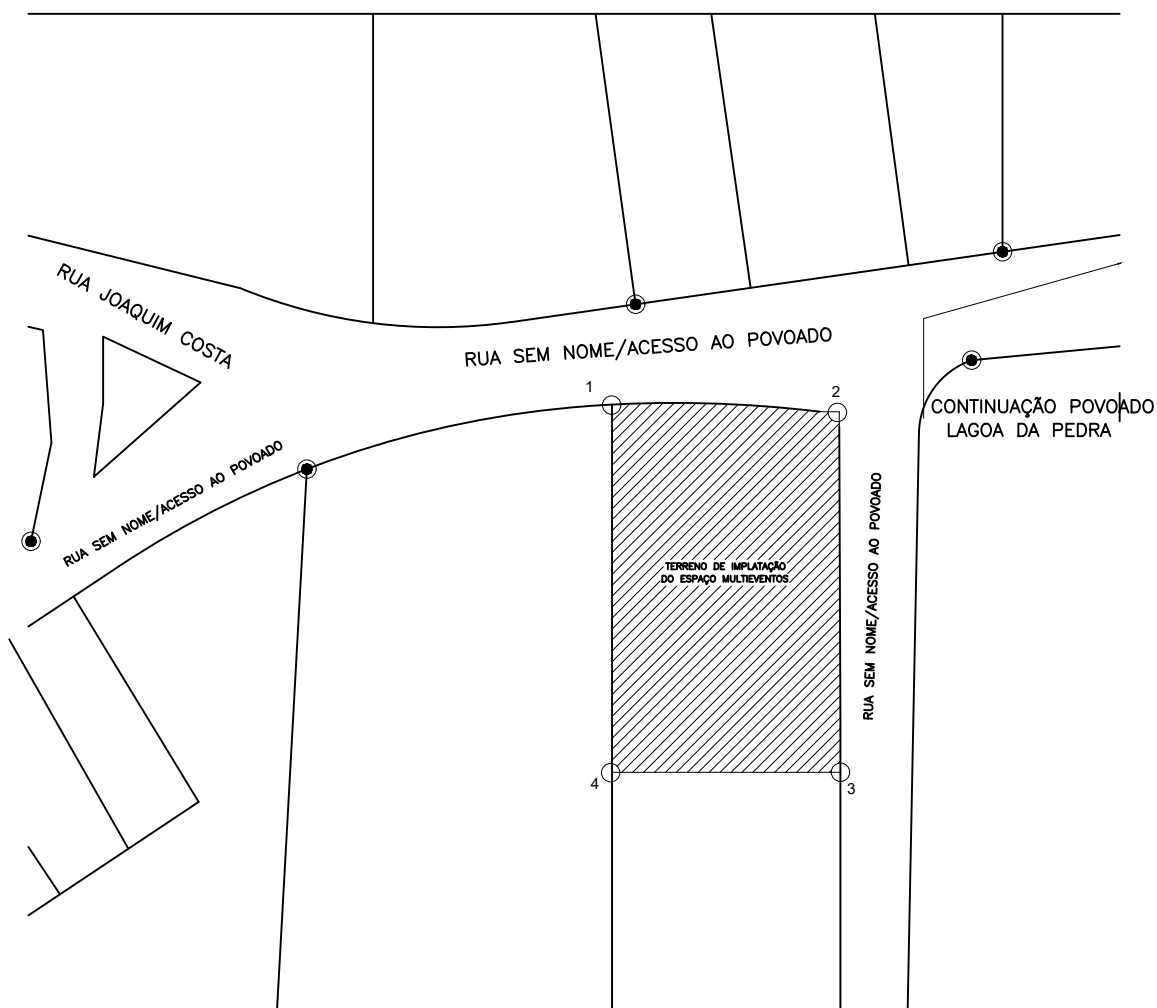 RUA JOAQUIM COSTA
RUA SEM NOME/ACESSO AO POVOADO
1
2
CONTINUAÇÃO POVOADO
LAGOA DA PEDRA
RUA SEM NOME/ACESSO AO POVOADO
TERRENO DE IMPLATAÇÃO
DO ESPAÇO MULTIEVENTOS
RUA SEM NOME/ACESSO AO POVOADO
4
3